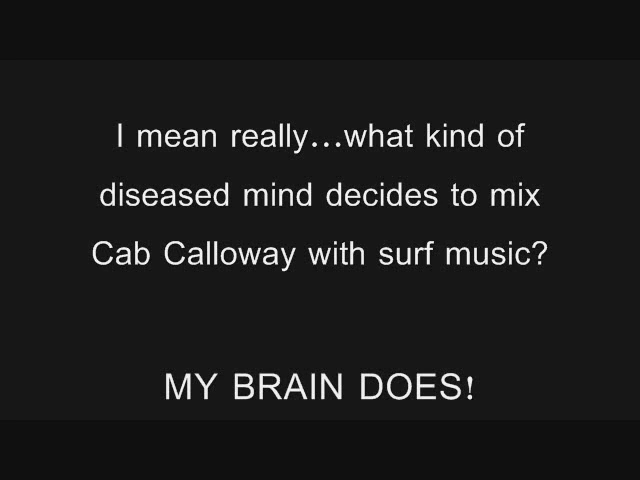 I mean really...what kind of
diseased mind decides to mix
Cab Calloway with surf music?
MY BRAIN DOES!